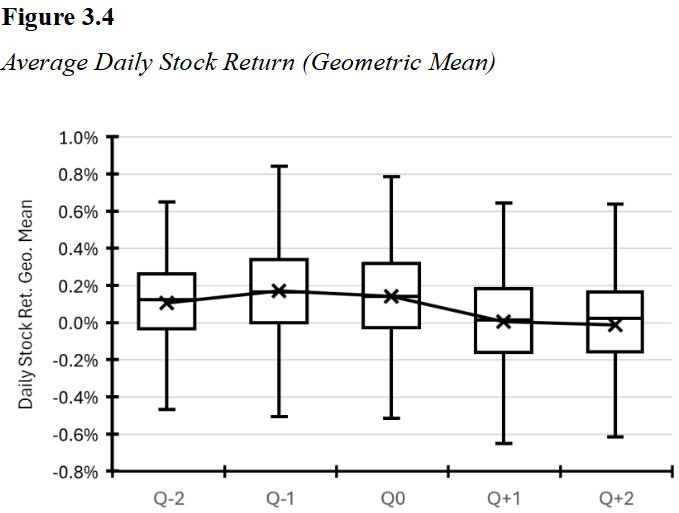 Figure 3.4
Average Daily Stock Return (Geometric Mean)
Daily Stock Ret. Geo. Mean
1.0%
0.8%
0.6%
0.4%
0.2%
0.0%
-0.2%
-0.4%
-0.6%
-0.8%
Q-2 Q-1 Q0 Q+1 Q+2